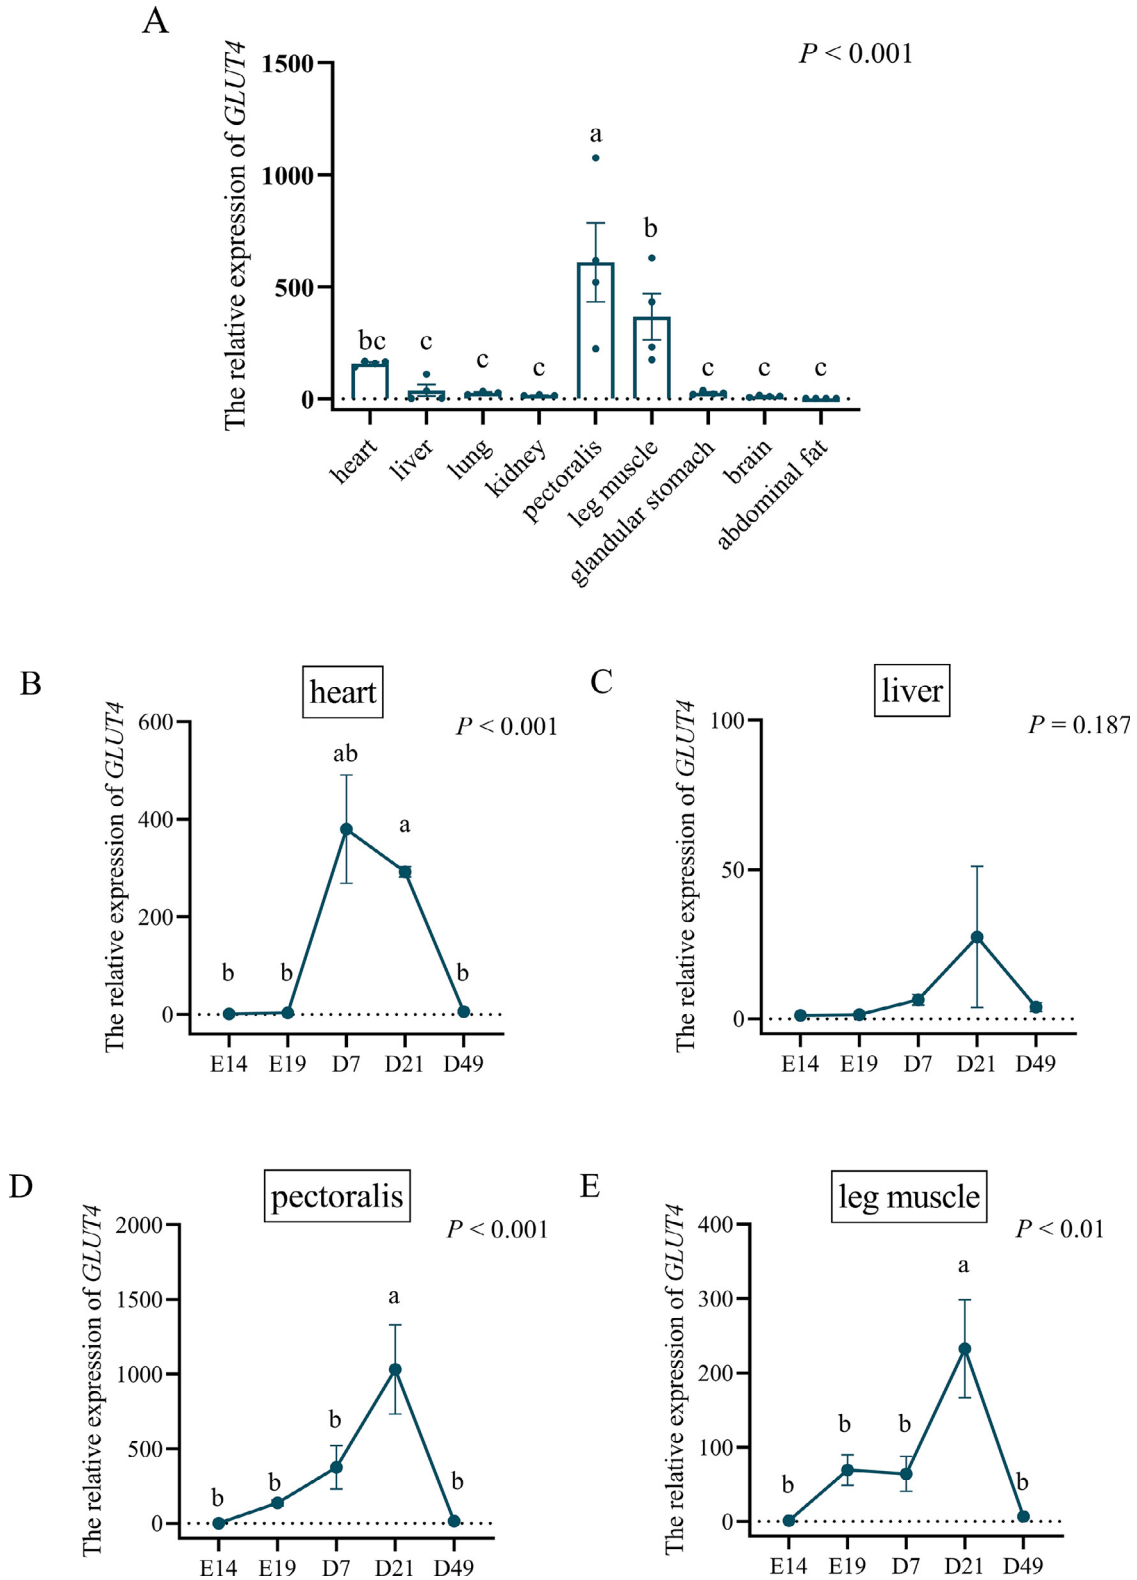 A
P < 0.001
The relative expression of GLUT4
1500
1000
500
0
bc
c
c
c
a
b
c
c
c
heart
liver
lung
kidney
pectoralis
leg muscle
glandular stomach
brain
abdominal fat
B
heart
P < 0.001
The relative expression of GLUT4
600
400
200
0
b
b
ab
a
b
E14 E19 D7 D21 D49
C
liver
P = 0.187
The relative expression of GLUT4
100
50
0
E14 E19 D7 D21 D49
D
pectoralis
P < 0.001
The relative expression of GLUT4
2000
1500
1000
500
0
b
b
b
a
b
E14 E19 D7 D21 D49
E
leg muscle
P < 0.01
The relative expression of GLUT4
400
300
200
100
0
b
b
b
a
b
E14 E19 D7 D21 D49